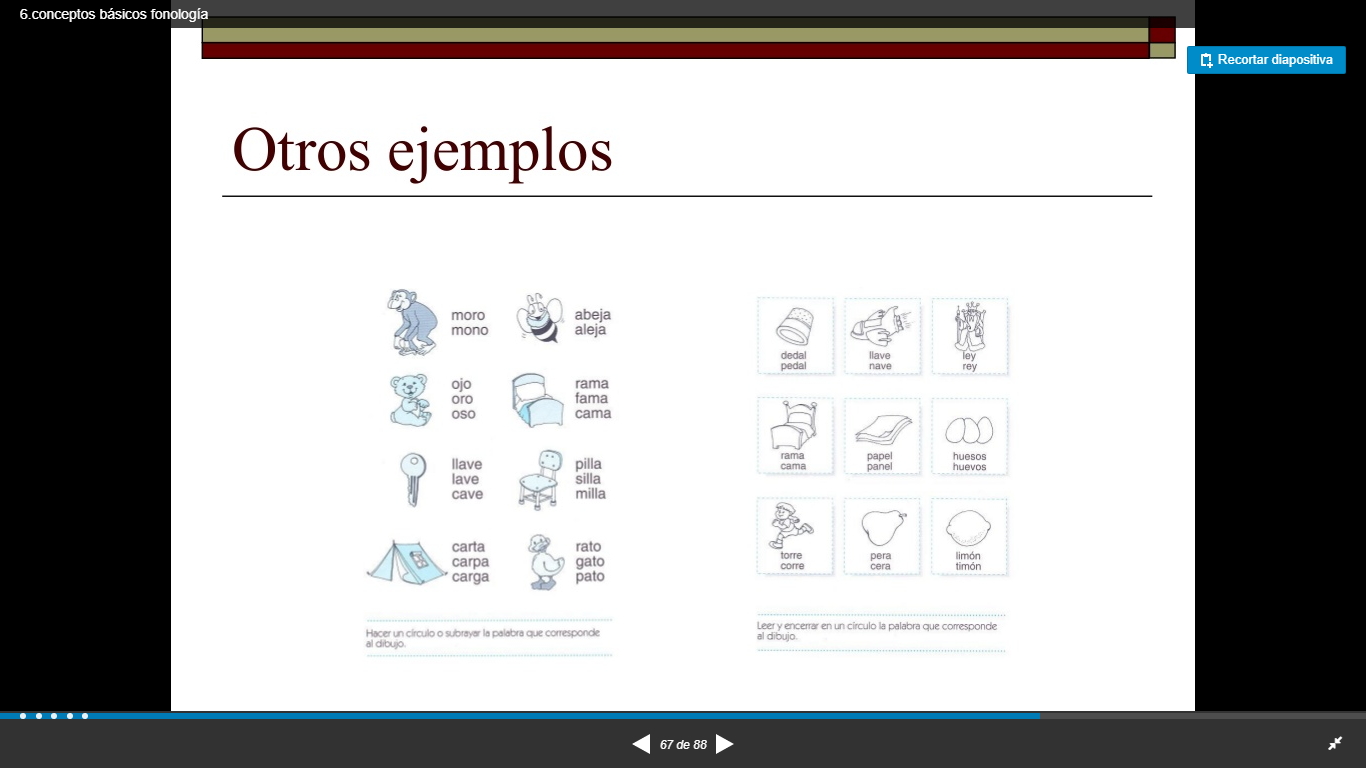 6.conceptos básicos fonología
Recortar diapositiva
Otros ejemplos
moro
mono
abeja
aleja
ojo
oro
oso
rama
fama
cama
llave
lave
cave
pilla
silla
milla
carta
carpa
carga
rato
gato
pato
Hacer un círculo o subrayar la palabra que corresponde
al dibujo.
dedal
pedal
llave
nave
ley
rey
rama
cama
papel
panel
huesos
huevos
torre
corre
pera
cera
limón
timón
Leer y encerrar en un círculo la palabra que corresponde
al dibujo.
67 de 88